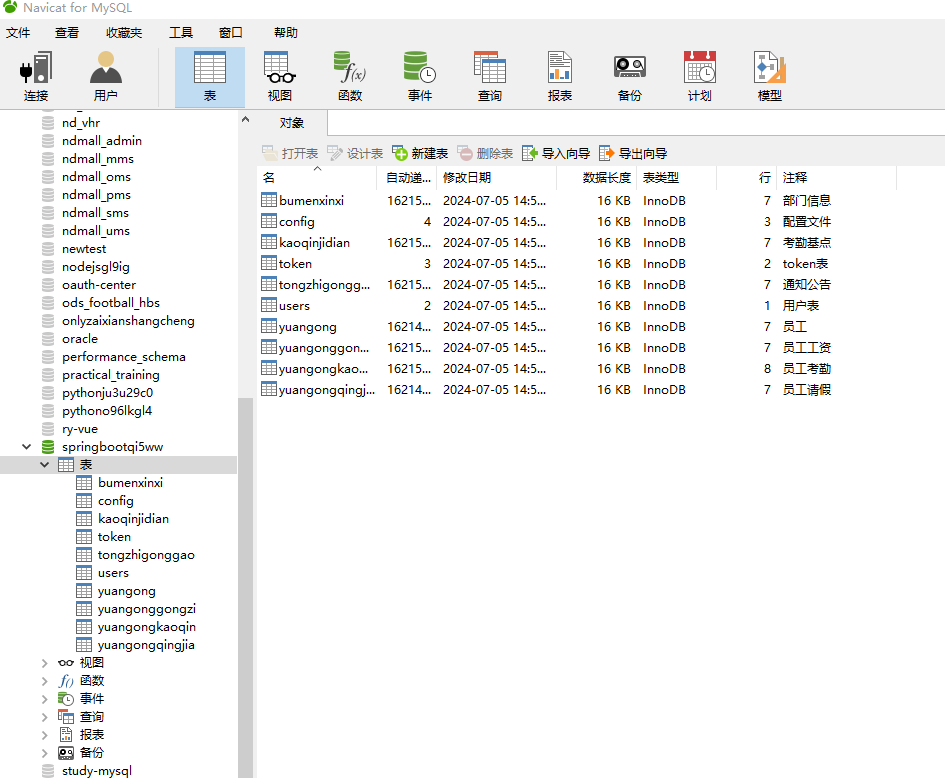 Navicat for MySQL
文件 查看 收藏夹 工具 窗口 帮助
连接 用户 表 视图 函数 事件 查询 报表 备份 计划 模型
nd_vhr
ndmall_admin
ndmall_mms
ndmall_oms
ndmall_pms
ndmall_sms
ndmall_ums
newtest
nodejsgl9ig
oauth-center
ods_football_hbs
onlyzaixianshangcheng
oracle
performance_schema
practical_training
pythonju3u29c0
pythono96lkgl4
ry-vue
springbootqi5ww
表
bumenxinxi
config
kaoqinjidian
token
tongzhigonggao
users
yuangong
yuangonggongzi
yuangongkaoqin
yuangongqingjia
视图
函数
事件
查询
报表
备份
study-mysql
对象
打开表 设计表 新建表 删除表 导入向导 导出向导
名 自动递... 修改日期 数据长度 表类型 行 注释
bumenxinxi 16215... 2024-07-05 14:5... 16 KB InnoDB 7 部门信息
config 4 2024-07-05 14:5... 16 KB InnoDB 3 配置文件
kaoqinjidian 16215... 2024-07-05 14:5... 16 KB InnoDB 7 考勤基点
token 3 2024-07-05 14:5... 16 KB InnoDB 2 token表
tongzhigongg... 16215... 2024-07-05 14:5... 16 KB InnoDB 7 通知公告
users 2 2024-07-05 14:5... 16 KB InnoDB 1 用户表
yuangong 16214... 2024-07-05 14:5... 16 KB InnoDB 7 员工
yuangonggon... 16215... 2024-07-05 14:5... 16 KB InnoDB 7 员工工资
yuangongkao... 16215... 2024-07-05 14:5... 16 KB InnoDB 8 员工考勤
yuangongqingj... 16214... 2024-07-05 14:5... 16 KB InnoDB 7 员工请假